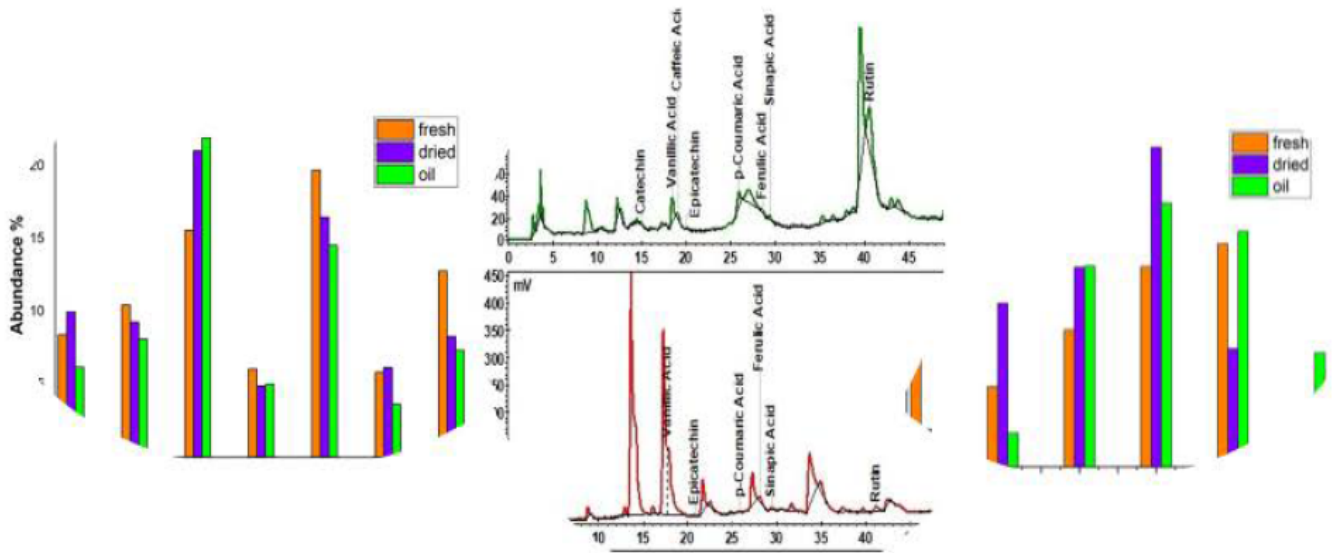 Abundance %
20
15
10
fresh
dried
oil
Catechin
Vanillic Acid
Epicatechin
p-Coumaric Acid
Ferulic Acid
Sinapic Acid
Rutin
40
20
0
0 5 10 15 20 25 30 35 40 45
mV
450
400
350
300
Vanillic Acid
Epicatechin
p-Coumaric Acid
Ferulic Acid
Sinapic Acid
Rutin
10 15 20 25 30 35 40
fresh
dried
oil